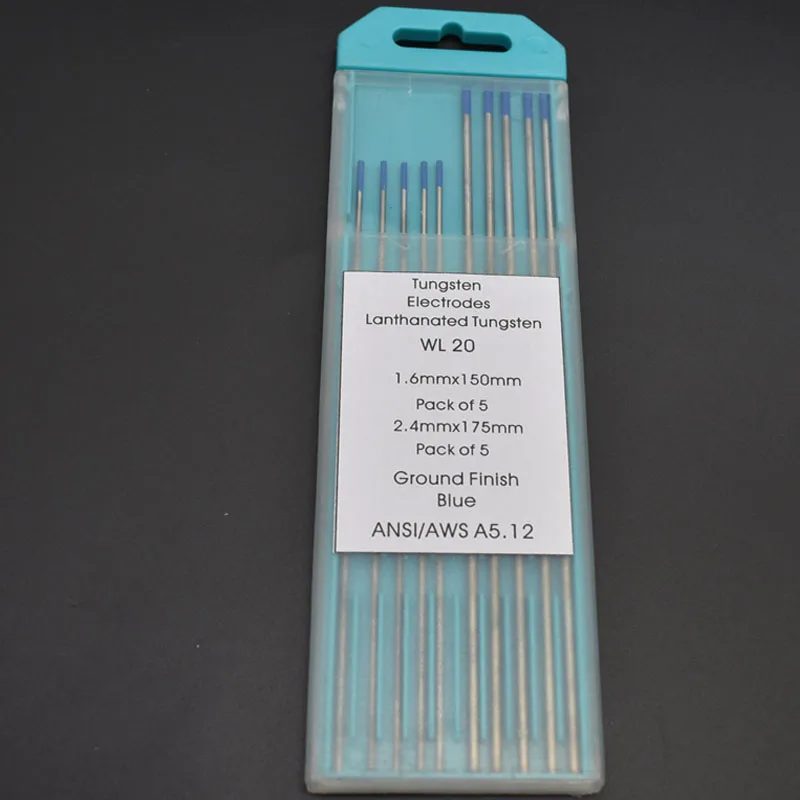 Tungsten
Electrodes
Lanthanated Tungsten
WL 20
1.6mmx150mm
Pack of 5
2.4mmx175mm
Pack of 5
Ground Finish
Blue
ANSI/AWS A5.12